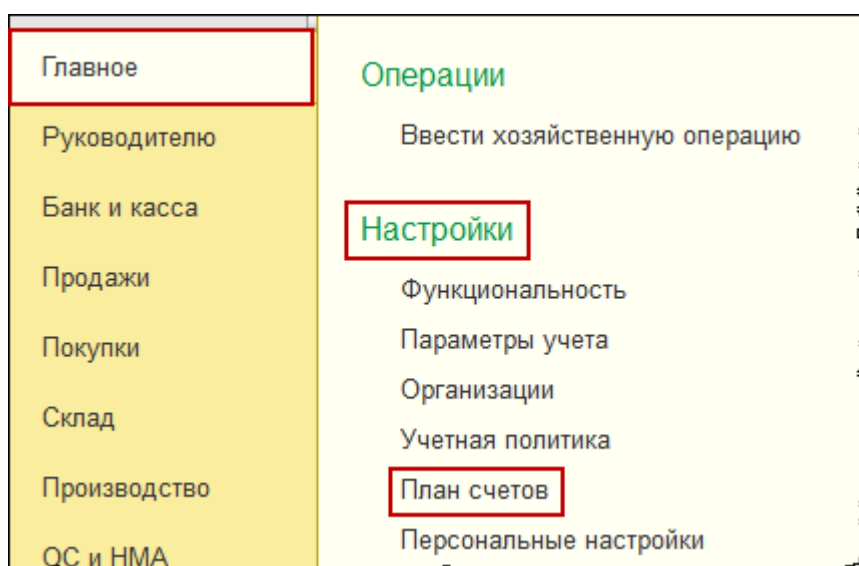 Главное
Руководителю
Банк и касса
Продажи
Покупки
Склад
Производство
ОС и НМА
Операции
Ввести хозяйственную операцию
Настройки
Функциональность
Параметры учета
Организации
Учетная политика
План счетов
Персональные настройки